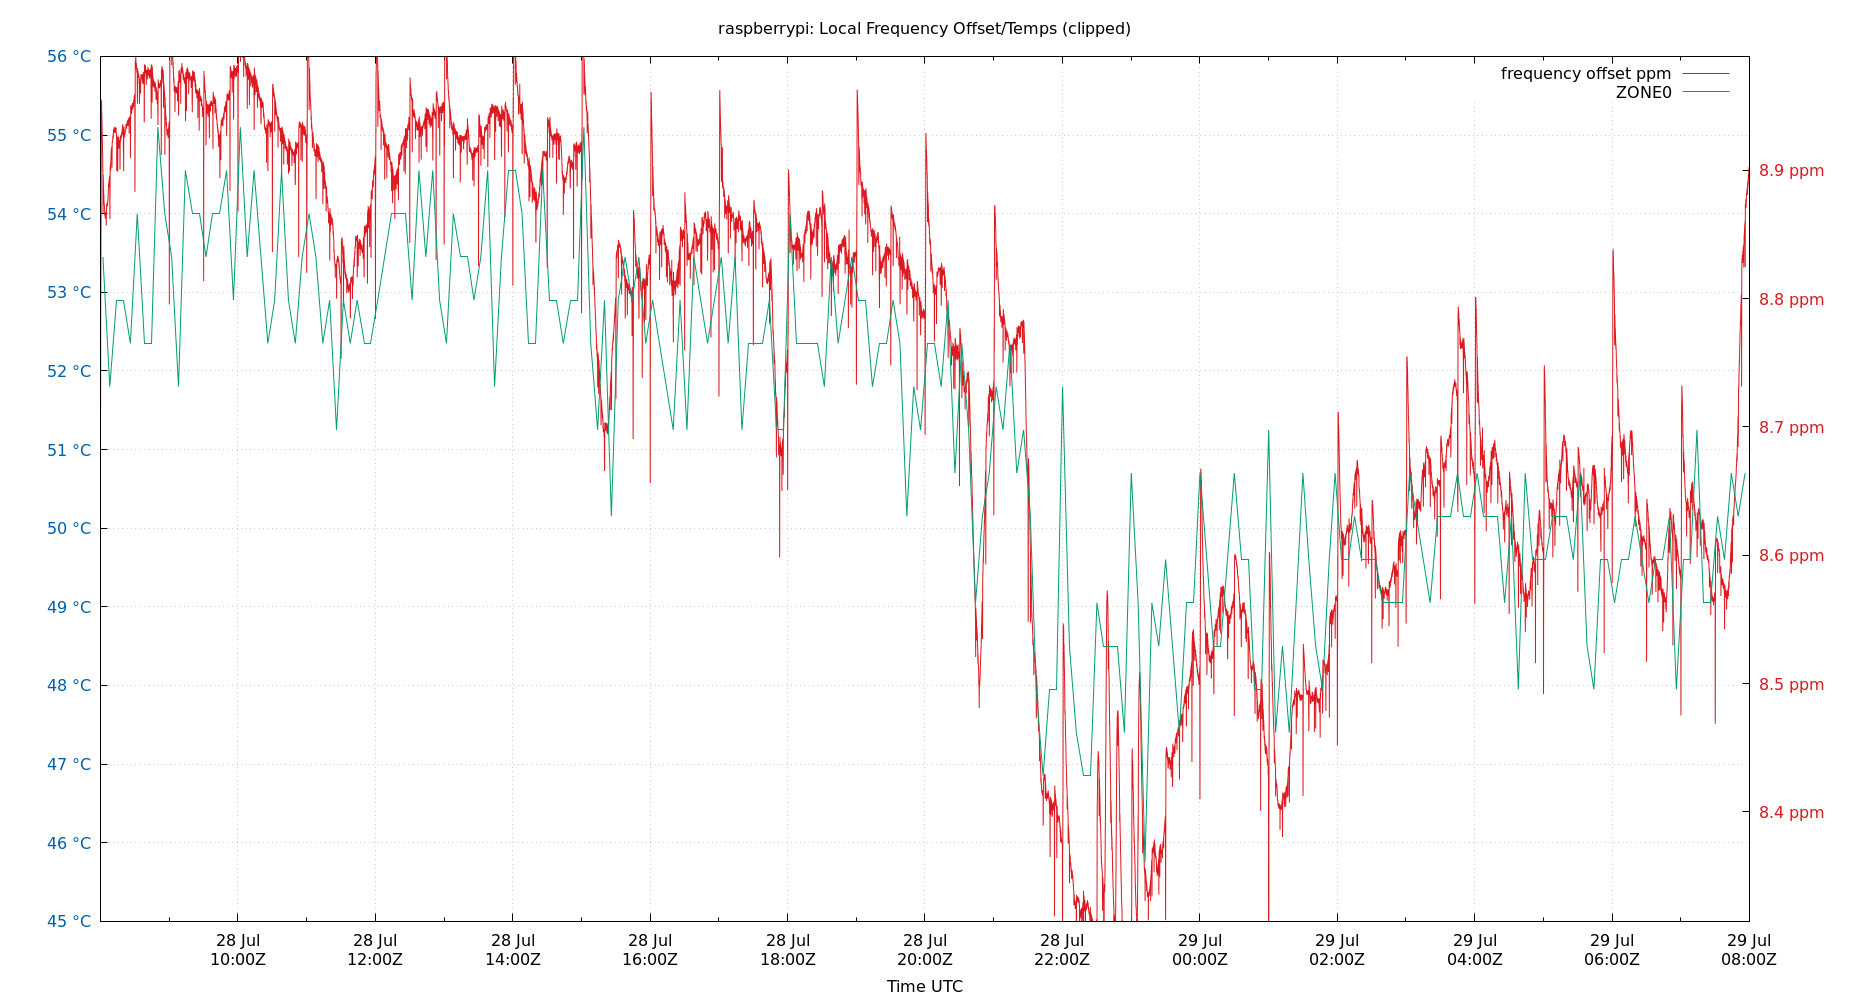 raspberrypi: Local Frequency Offset/Temps (clipped)
frequency offset ppm
ZONE0
56 °C
55 °C
54 °C
53 °C
52 °C
51 °C
50 °C
49 °C
48 °C
47 °C
46 °C
45 °C
8.9 ppm
8.8 ppm
8.7 ppm
8.6 ppm
8.5 ppm
8.4 ppm
28 Jul 28 Jul 28 Jul 28 Jul 28 Jul 28 Jul 28 Jul 29 Jul 29 Jul 29 Jul 29 Jul 29 Jul
10:00Z 12:00Z 14:00Z 16:00Z 18:00Z 20:00Z 22:00Z 00:00Z 02:00Z 04:00Z 06:00Z 08:00Z
Time UTC